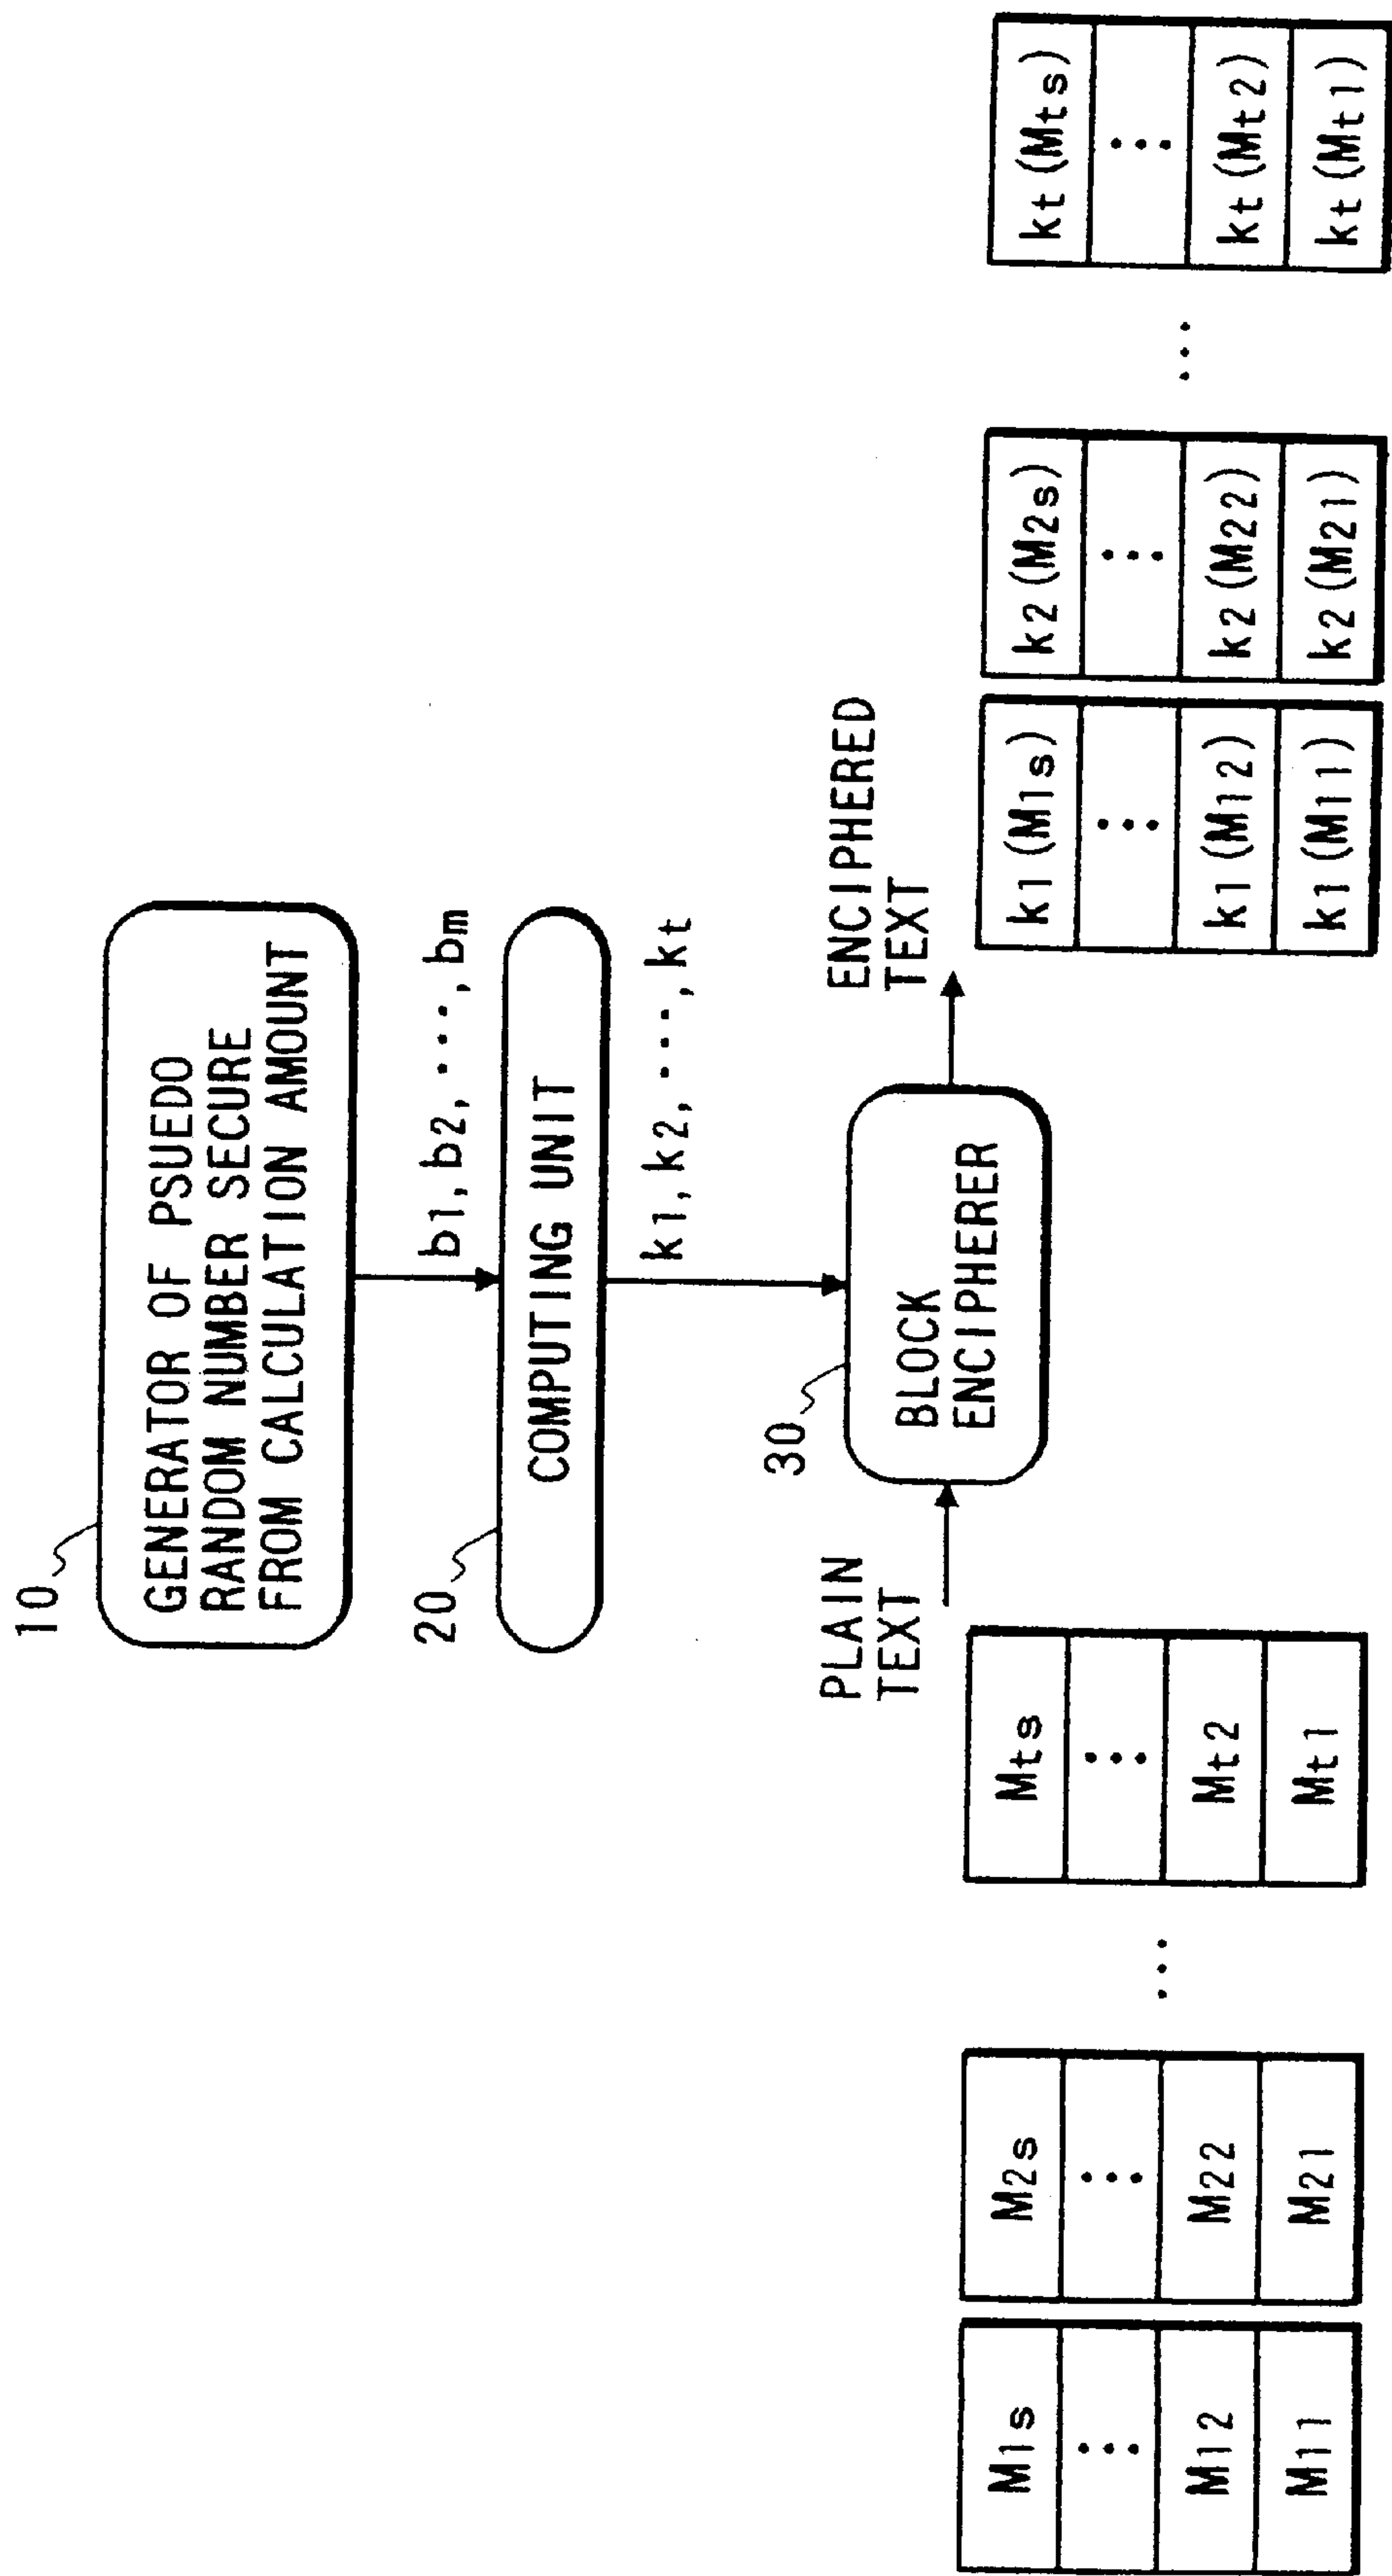 10
GENERATOR OF PSUEDO
RANDOM NUMBER SECURE
FROM CALCULATION AMOUNT
b1, b2, ···, bm
20
COMPUTING UNIT
k1, k2, ···, kt
30
BLOCK
ENCIPHERER
PLAIN
TEXT
ENCIPHERED
TEXT
M1s
⋮
M12
M11
M2s
⋮
M22
M21
···
Mts
⋮
Mt2
Mt1
k1(M1s)
⋮
k1(M12)
k1(M11)
k2(M2s)
⋮
k2(M22)
k2(M21)
···
kt(Mts)
⋮
kt(Mt2)
kt(Mt1)